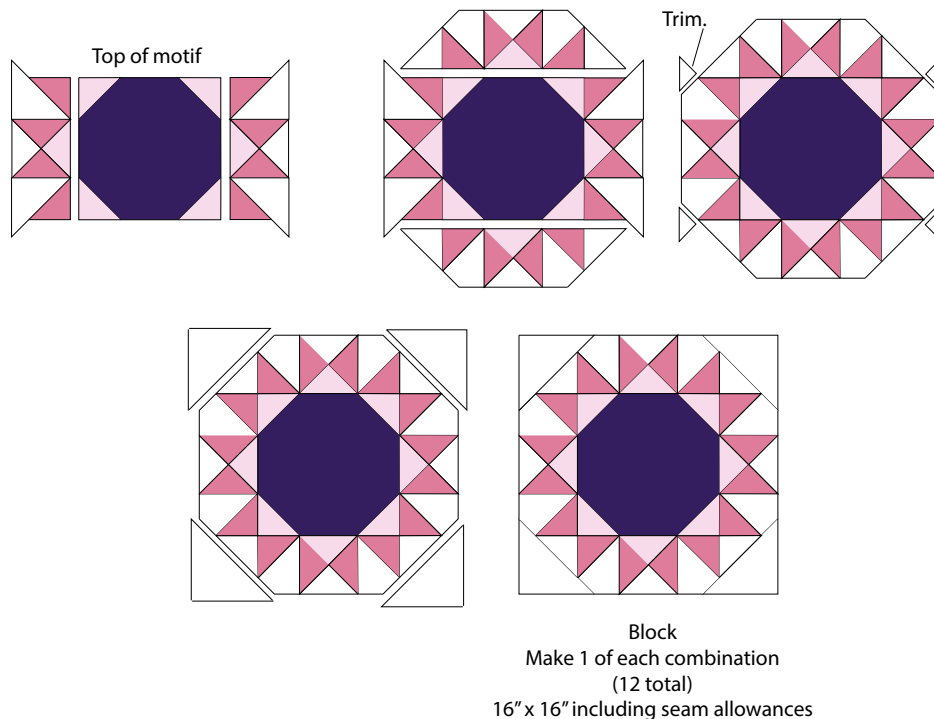 Top of motif
Trim.
Block
Make 1 of each combination
(12 total)
16” x 16” including seam allowances